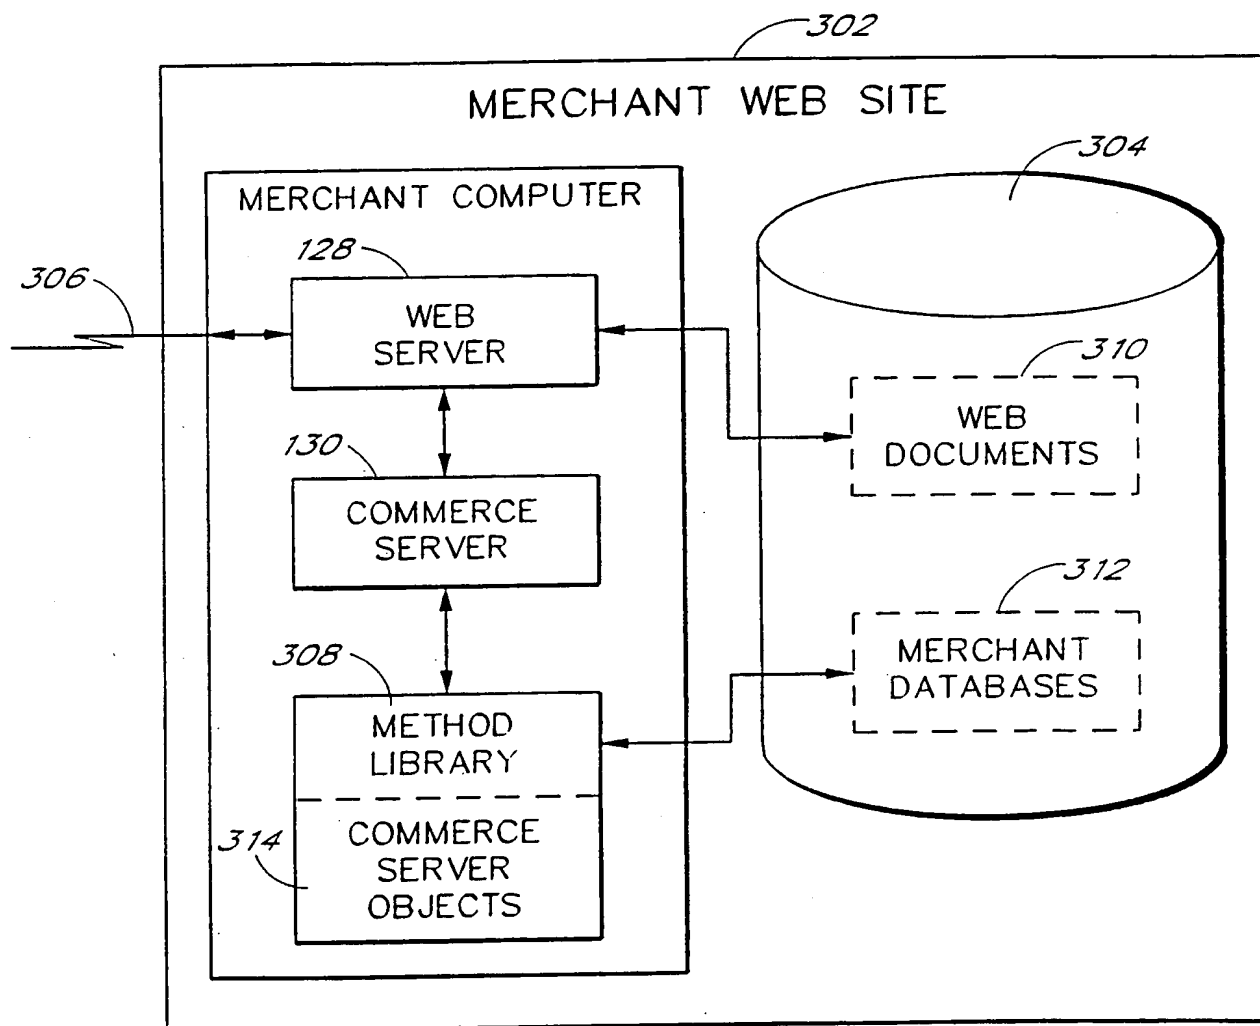 302
MERCHANT WEB SITE
304
MERCHANT COMPUTER
128
306
WEB
SERVER
310
WEB
DOCUMENTS
130
COMMERCE
SERVER
312
MERCHANT
DATABASES
308
METHOD
LIBRARY
314
COMMERCE
SERVER
OBJECTS